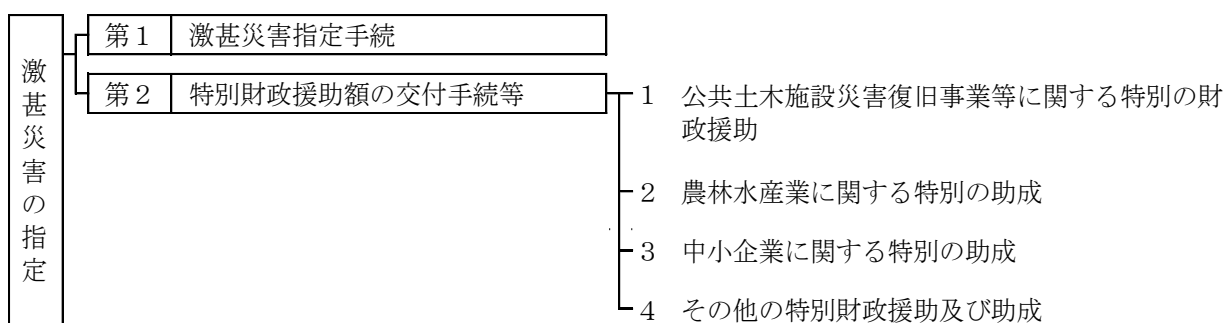 激甚災害の指定
第１ 激甚災害指定手続
第２ 特別財政援助額の交付手続等
１ 公共土木施設災害復旧事業等に関する特別の財
政援助
２ 農林水産業に関する特別の助成
３ 中小企業に関する特別の助成
４ その他の特別財政援助及び助成